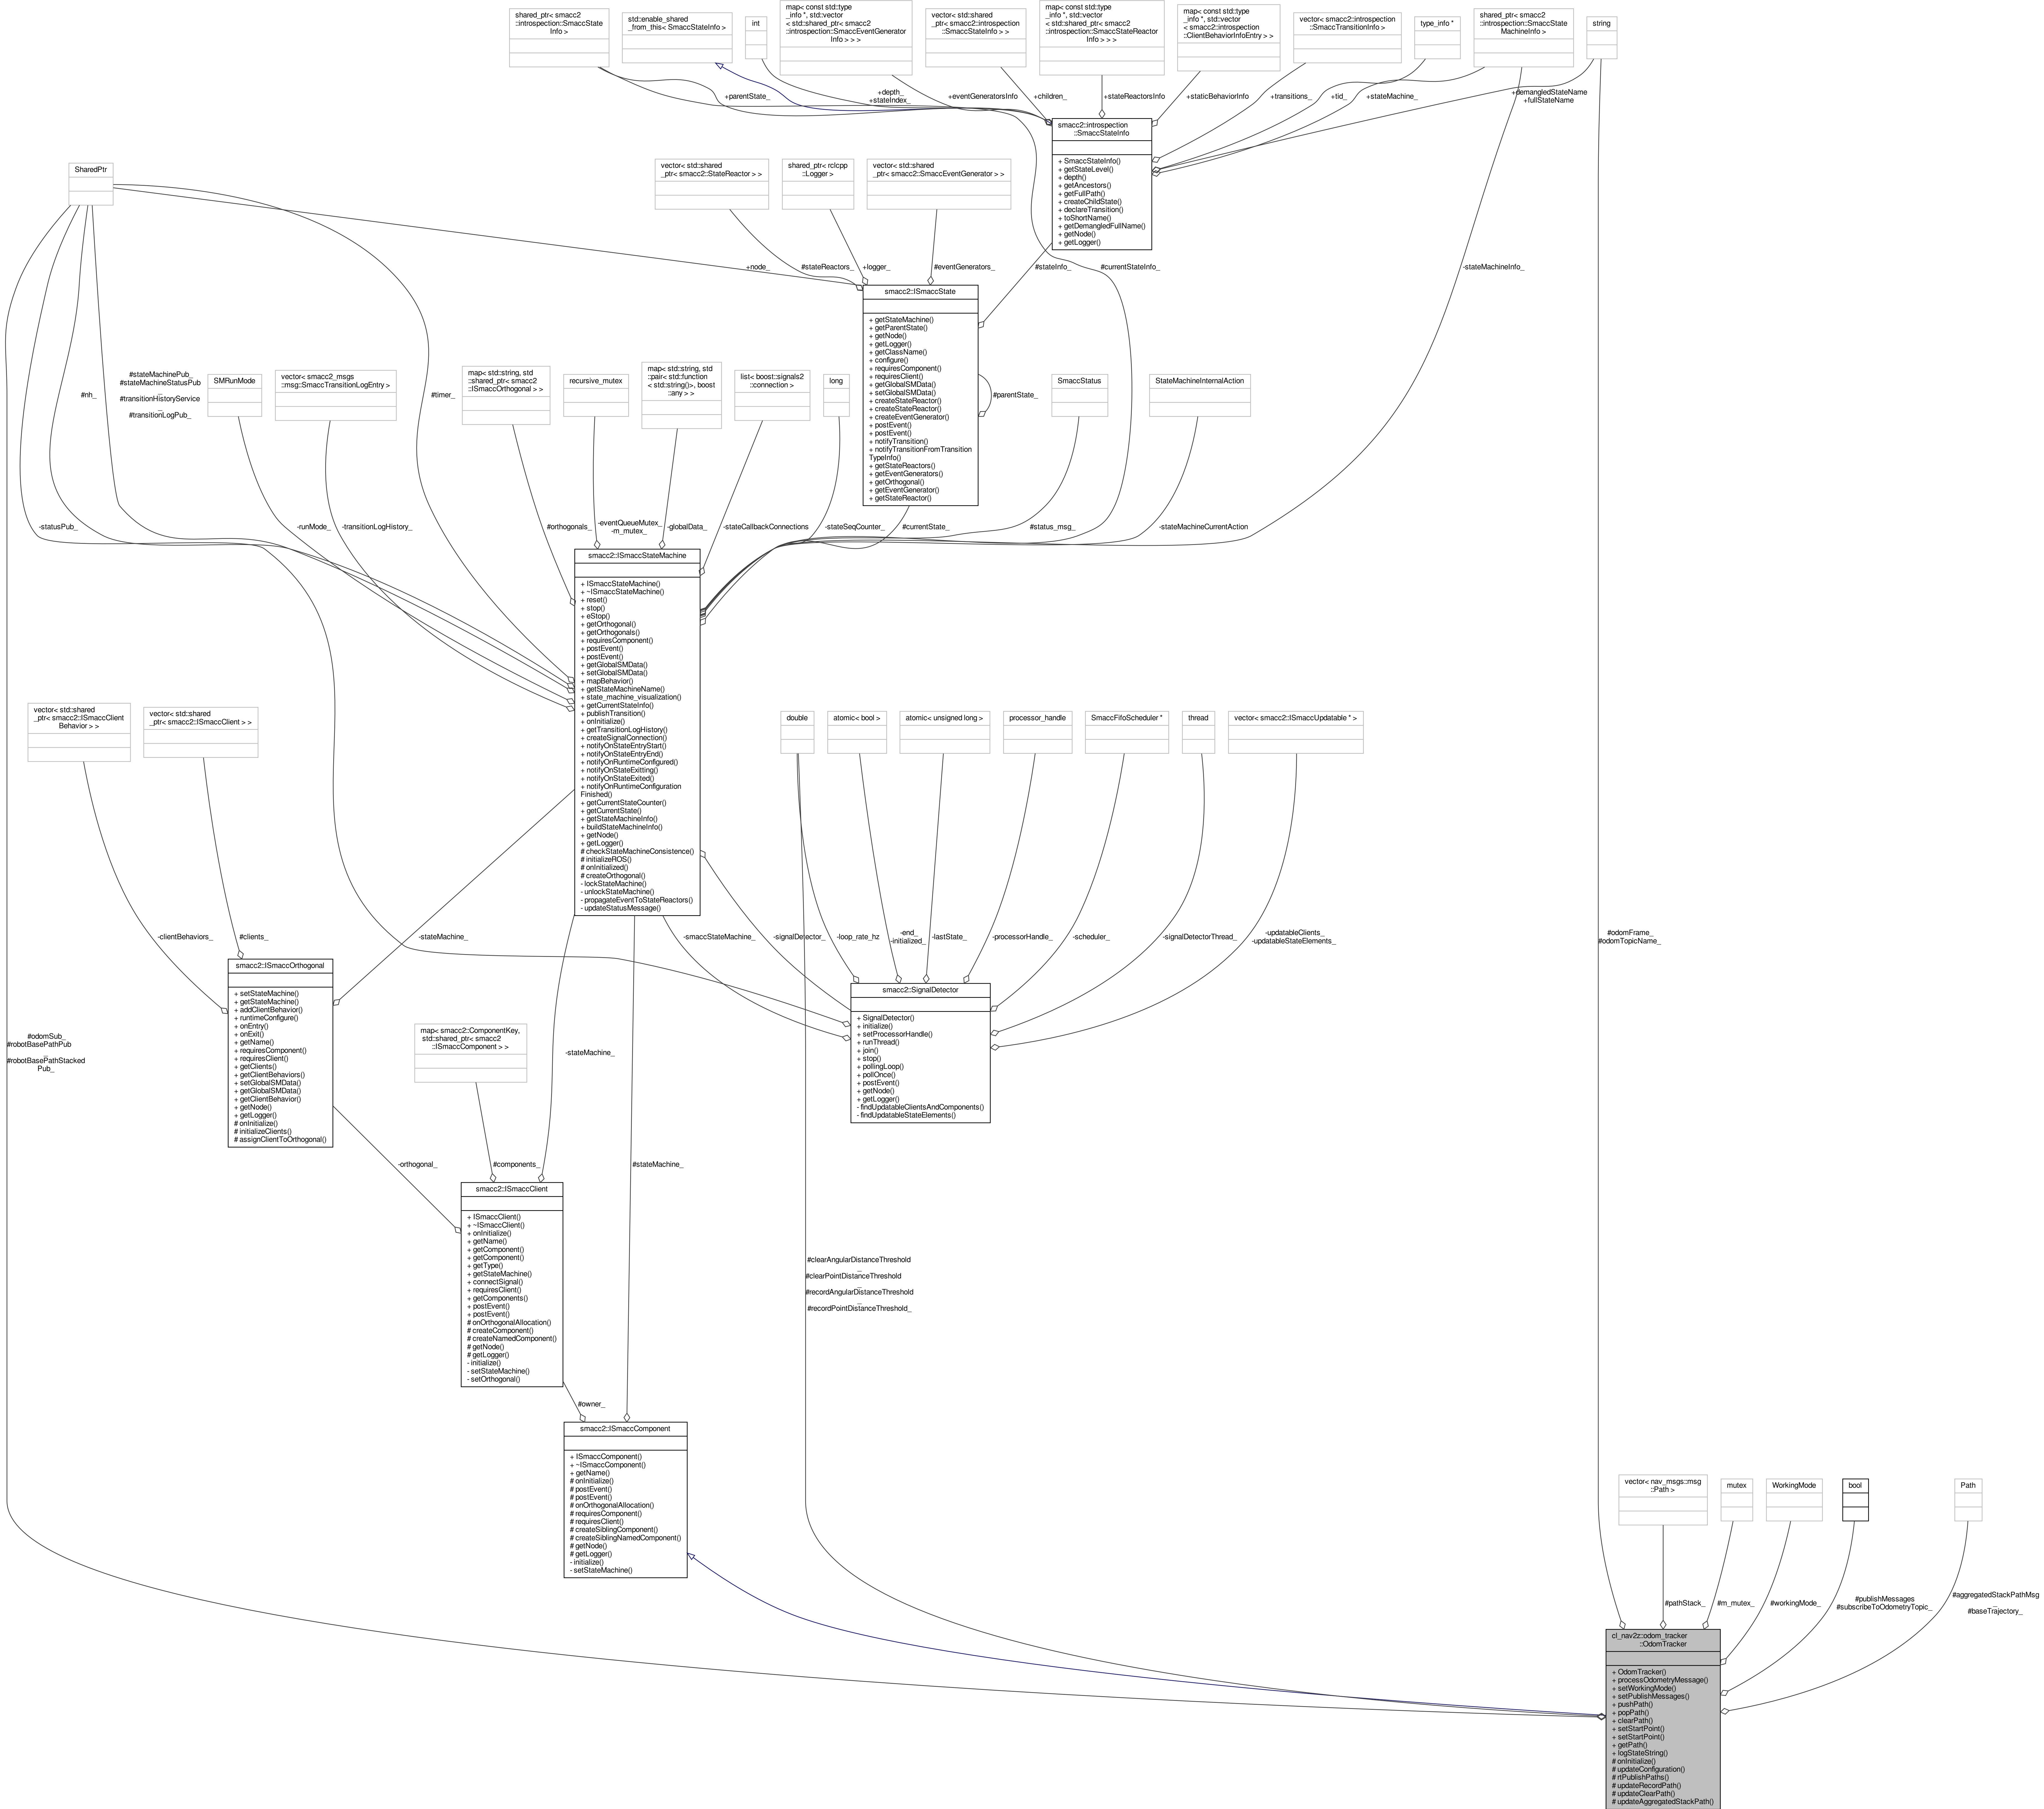 shared_ptr< smacc2
::introspection::SmaccState
Info >
std::enable_shared
_from_this< SmaccStateInfo >
int
map< const std::type
_info *, std::vector
< std::shared_ptr< smacc2
::introspection::SmaccEventGenerator
Info > > >
vector< std::shared
_ptr< smacc2::introspection
::SmaccStateInfo > >
map< const std::type
_info *, std::vector
< std::shared_ptr< smacc2
::introspection::SmaccStateReactor
Info > > >
map< const std::type
_info *, std::vector
< smacc2::introspection
::ClientBehaviorInfoEntry > >
vector< smacc2::introspection
::SmaccTransitionInfo >
type_info *
shared_ptr< smacc2
::introspection::SmaccState
MachineInfo >
string
+parentState_
+depth_
+stateIndex_
+eventGeneratorsInfo
+children_
+stateReactorsInfo
+staticBehaviorInfo
+transitions_
+tid_
+stateMachine_
+demangledStateName
+fullStateName
smacc2::introspection
::SmaccStateInfo
+ SmaccStateInfo()
+ getStateLevel()
+ depth()
+ getAncestors()
+ getFullPath()
+ createChildState()
+ declareTransition()
+ toShortName()
+ getDemangledFullName()
+ getNode()
+ getLogger()
SharedPtr
vector< std::shared
_ptr< smacc2::StateReactor > >
shared_ptr< rclcpp
::Logger >
vector< std::shared
_ptr< smacc2::SmaccEventGenerator > >
+node_
#stateReactors_
+logger_
#eventGenerators_
#stateInfo_
#currentStateInfo_
-stateMachineInfo_
smacc2::ISmaccState
+ getStateMachine()
+ getParentState()
+ getNode()
+ getLogger()
+ getClassName()
+ configure()
+ requiresComponent()
+ requiresClient()
+ getGlobalSMData()
+ setGlobalSMData()
+ createStateReactor()
+ createStateReactor()
+ createEventGenerator()
+ postEvent()
+ postEvent()
+ notifyTransition()
+ notifyTransitionFromTransition
TypeInfo()
+ getStateReactors()
+ getEventGenerators()
+ getOrthogonal()
+ getEventGenerator()
+ getStateReactor()
#parentState_
#nh_
#stateMachinePub_
#stateMachineStatusPub
_
#transitionHistoryService
_
#transitionLogPub_
SMRunMode
vector< smacc2_msgs
::msg::SmaccTransitionLogEntry >
#timer_
map< std::string, std
::shared_ptr< smacc2
::ISmaccOrthogonal > >
recursive_mutex
map< std::string, std
::pair< std::function
< std::string()>, boost
::any > >
list< boost::signals2
::connection >
long
SmaccStatus
StateMachineInternalAction
-statusPub_
-runMode_
-transitionLogHistory_
#orthogonals_
-eventQueueMutex_
-m_mutex_
-globalData_
-stateCallbackConnections
-stateSeqCounter_
#currentState_
#status_msg_
-stateMachineCurrentAction
smacc2::ISmaccStateMachine
+ ISmaccStateMachine()
+ ~ISmaccStateMachine()
+ reset()
+ stop()
+ eStop()
+ getOrthogonal()
+ getOrthogonals()
+ requiresComponent()
+ postEvent()
+ postEvent()
+ getGlobalSMData()
+ setGlobalSMData()
+ mapBehavior()
+ getStateMachineName()
+ state_machine_visualization()
+ getCurrentStateInfo()
+ publishTransition()
+ onInitialize()
+ getTransitionLogHistory()
+ createSignalConnection()
+ notifyOnStateEntryStart()
+ notifyOnStateEntryEnd()
+ notifyOnRuntimeConfigured()
+ notifyOnStateExitting()
+ notifyOnStateExited()
+ notifyOnRuntimeConfiguration
Finished()
+ getCurrentStateCounter()
+ getCurrentState()
+ getStateMachineInfo()
+ buildStateMachineInfo()
+ getNode()
+ getLogger()
# checkStateMachineConsistence()
# initializeROS()
# onInitialized()
# createOrthogonal()
- lockStateMachine()
- unlockStateMachine()
- propagateEventToStateReactors()
- updateStatusMessage()
vector< std::shared
_ptr< smacc2::ISmaccClient
Behavior > >
vector< std::shared
_ptr< smacc2::ISmaccClient > >
double
atomic< bool >
atomic< unsigned long >
processor_handle
SmaccFifoScheduler *
thread
vector< smacc2::ISmaccUpdatable * >
-clientBehaviors_
#clients_
-stateMachine_
-smaccStateMachine_
-signalDetector_
-loop_rate_hz
-end_
-initialized_
-lastState_
-processorHandle_
-scheduler_
-signalDetectorThread_
-updatableClients_
-updatableStateElements_
#odomFrame_
#odomTopicName_
smacc2::ISmaccOrthogonal
+ setStateMachine()
+ getStateMachine()
+ addClientBehavior()
+ runtimeConfigure()
+ onEntry()
+ onExit()
+ getName()
+ requiresComponent()
+ requiresClient()
+ getClients()
+ getClientBehaviors()
+ setGlobalSMData()
+ getGlobalSMData()
+ getClientBehavior()
+ getNode()
+ getLogger()
# onInitialize()
# initializeClients()
# assignClientToOrthogonal()
smacc2::SignalDetector
+ SignalDetector()
+ initialize()
+ setProcessorHandle()
+ runThread()
+ join()
+ stop()
+ pollingLoop()
+ pollOnce()
+ postEvent()
+ getNode()
+ getLogger()
- findUpdatableClientsAndComponents()
- findUpdatableStateElements()
#odomSub_
#robotBasePathPub
_
#robotBasePathStacked
Pub_
map< smacc2::ComponentKey,
std::shared_ptr< smacc2
::ISmaccComponent > >
-stateMachine_
-orthogonal_
#components_
#stateMachine_
smacc2::ISmaccClient
+ ISmaccClient()
+ ~ISmaccClient()
+ onInitialize()
+ getName()
+ getComponent()
+ getComponent()
+ getType()
+ getStateMachine()
+ connectSignal()
+ requiresClient()
+ getComponents()
+ postEvent()
+ postEvent()
# onOrthogonalAllocation()
# createComponent()
# createNamedComponent()
# getNode()
# getLogger()
- initialize()
- setStateMachine()
- setOrthogonal()
#clearAngularDistanceThreshold
_
#clearPointDistanceThreshold
_
#recordAngularDistanceThreshold
_
#recordPointDistanceThreshold_
#owner_
smacc2::ISmaccComponent
+ ISmaccComponent()
+ ~ISmaccComponent()
+ getName()
# onInitialize()
# postEvent()
# postEvent()
# onOrthogonalAllocation()
# requiresComponent()
# requiresClient()
# createSiblingComponent()
# createSiblingNamedComponent()
# getNode()
# getLogger()
- initialize()
- setStateMachine()
vector< nav_msgs::msg
::Path >
mutex
WorkingMode
bool
Path
#pathStack_
#m_mutex_
#workingMode_
#publishMessages
#subscribeToOdometryTopic_
#aggregatedStackPathMsg
_
#baseTrajectory_
cl_nav2z::odom_tracker
::OdomTracker
+ OdomTracker()
+ processOdometryMessage()
+ setWorkingMode()
+ setPublishMessages()
+ pushPath()
+ popPath()
+ clearPath()
+ setStartPoint()
+ setStartPoint()
+ getPath()
+ logStateString()
# onInitialize()
# updateConfiguration()
# rtPublishPaths()
# updateRecordPath()
# updateClearPath()
# updateAggregatedStackPath()